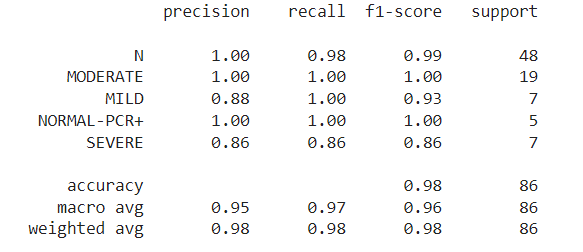 precision recall f1-score support
N 1.00 0.98 0.99 48
MODERATE 1.00 1.00 1.00 19
MILD 0.88 1.00 0.93 7
NORMAL-PCR+ 1.00 1.00 1.00 5
SEVERE 0.86 0.86 0.86 7
accuracy 0.98 86
macro avg 0.95 0.97 0.96 86
weighted avg 0.98 0.98 0.98 86